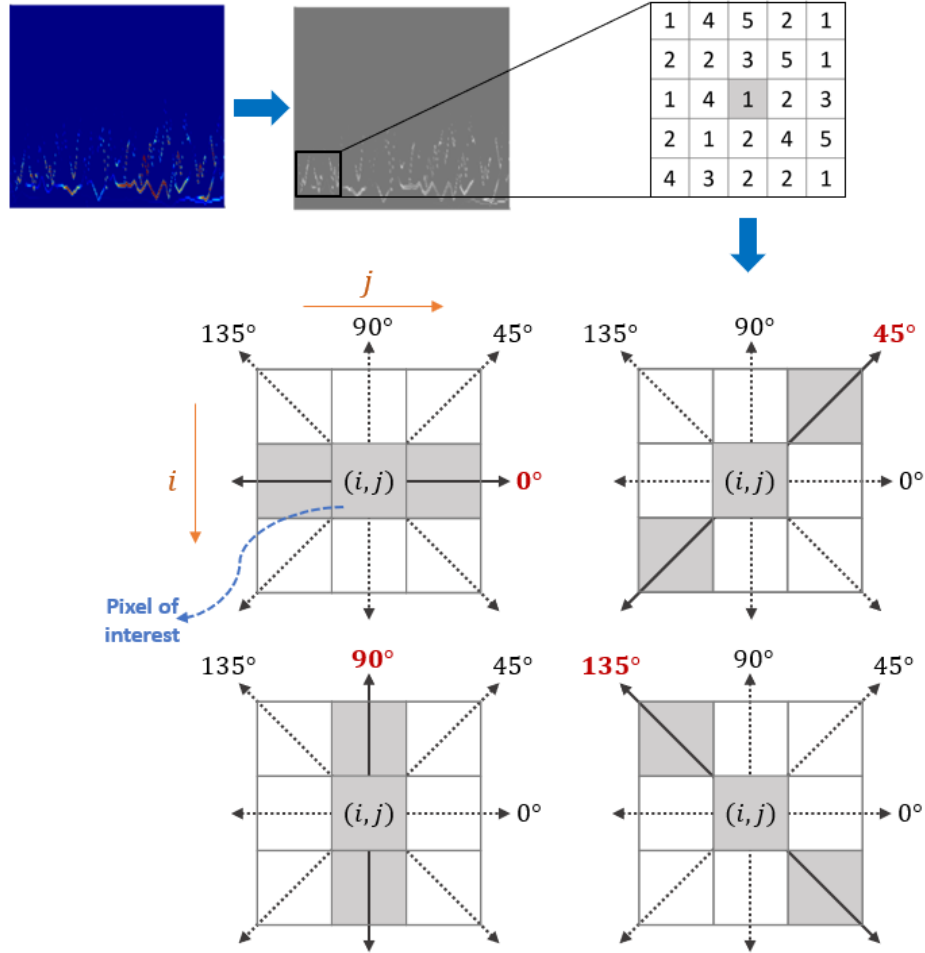 1 4 5 2 1
2 2 3 5 1
1 4 1 2 3
2 1 2 4 5
4 3 2 2 1
j
i
135° 90° 45°
(i, j) 0°
Pixel of
interest
135° 90° 45°
(i, j) 0°
135° 90° 45°
(i, j) 0°
135° 90° 45°
(i, j) 0°